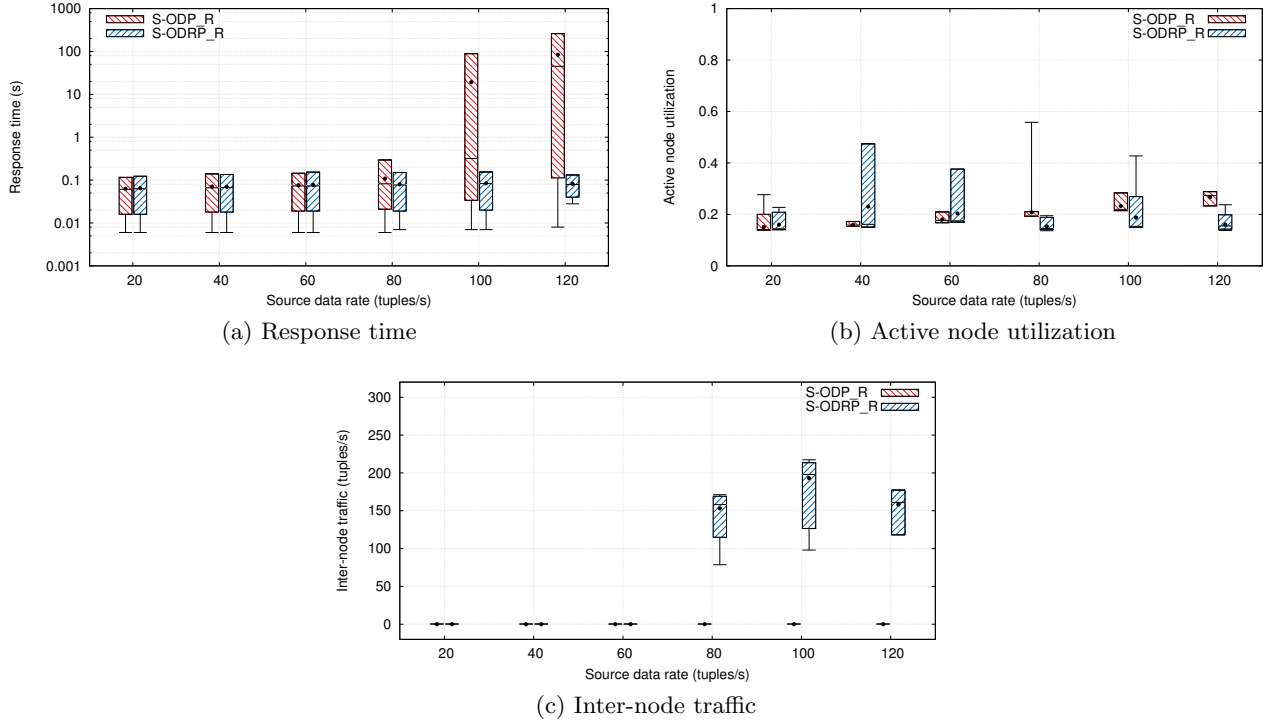 S-ODP_R
S-ODRP_R
Response time (s)
1000
100
10
1
0.1
0.01
0.001
20 40 60 80 100 120
Source data rate (tuples/s)
(a) Response time
S-ODP_R
S-ODRP_R
Active node utilization
1
0.8
0.6
0.4
0.2
0
20 40 60 80 100 120
Source data rate (tuples/s)
(b) Active node utilization
S-ODP_R
S-ODRP_R
Inter-node traffic (tuples/s)
300
250
200
150
100
50
0
20 40 60 80 100 120
Source data rate (tuples/s)
(c) Inter-node traffic